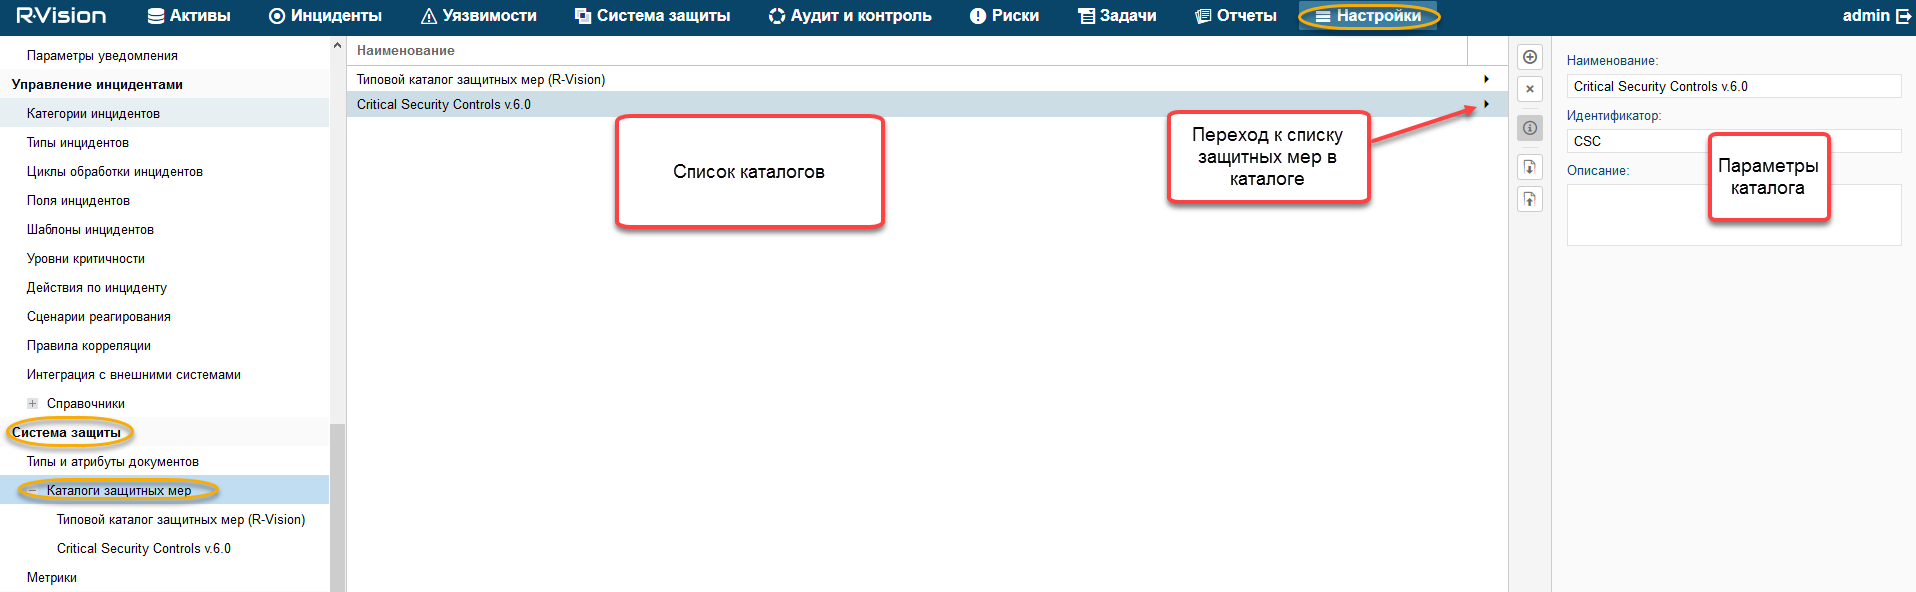 R·Vision
Активы
Инциденты
Уязвимости
Система защиты
Аудит и контроль
Риски
Задачи
Отчеты
Настройки
admin
Параметры уведомления
Управление инцидентами
Категории инцидентов
Типы инцидентов
Циклы обработки инцидентов
Поля инцидентов
Шаблоны инцидентов
Уровни критичности
Действия по инциденту
Сценарии реагирования
Правила корреляции
Интеграция с внешними системами
Справочники
Система защиты
Типы и атрибуты документов
Каталоги защитных мер
Типовой каталог защитных мер (R-Vision)
Critical Security Controls v.6.0
Метрики
Наименование
Типовой каталог защитных мер (R-Vision)
Critical Security Controls v.6.0
Список каталогов
Переход к списку
защитных мер в
каталоге
Наименование:
Critical Security Controls v.6.0
Идентификатор:
CSC
Описание:
Параметры
каталога